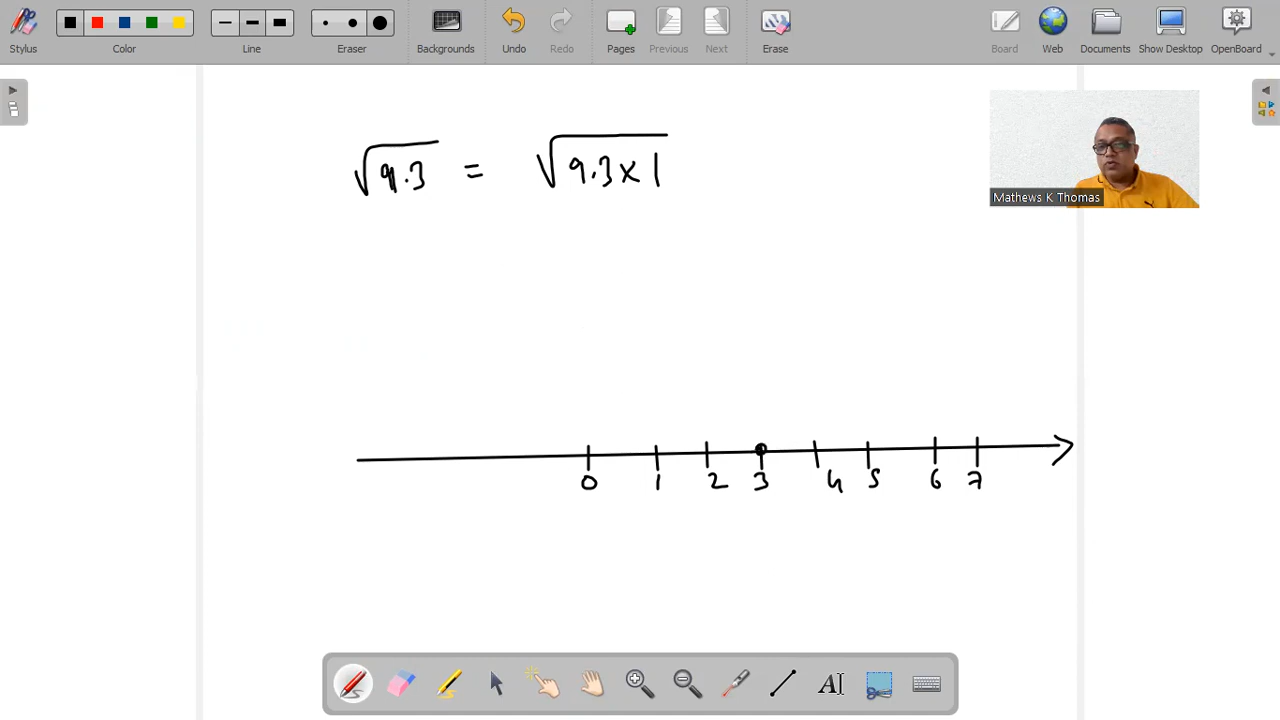 Stylus Color Line Eraser Backgrounds Undo Redo Pages Previous Next Erase Board Web Documents Show Desktop OpenBoard
√9.3 = √9.3×1
Mathews K Thomas
0 1 2 3 4 5 6 7
AI